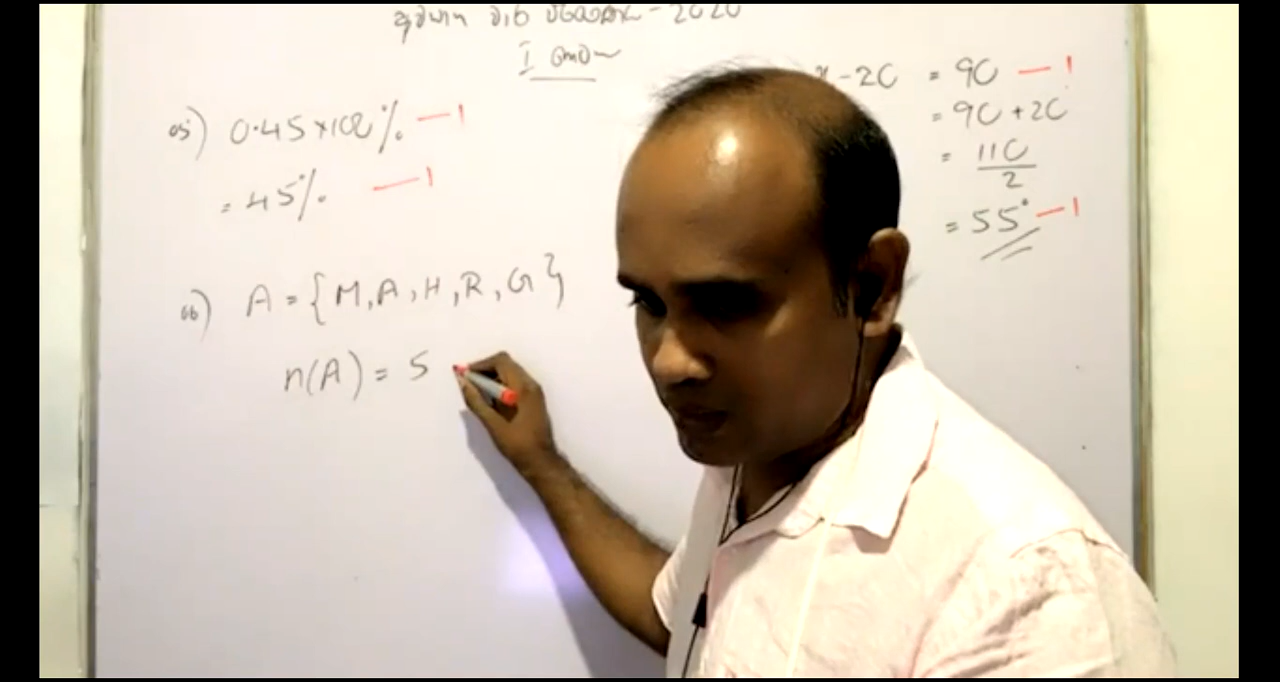 2020
I
05) 0.45×100% — 1
= 45% — 1
06) A = {M, A, H, R, G}
n(A) = 5
x - 20 = 90 — 1
= 90 + 20
= 110/2
= 55° — 1